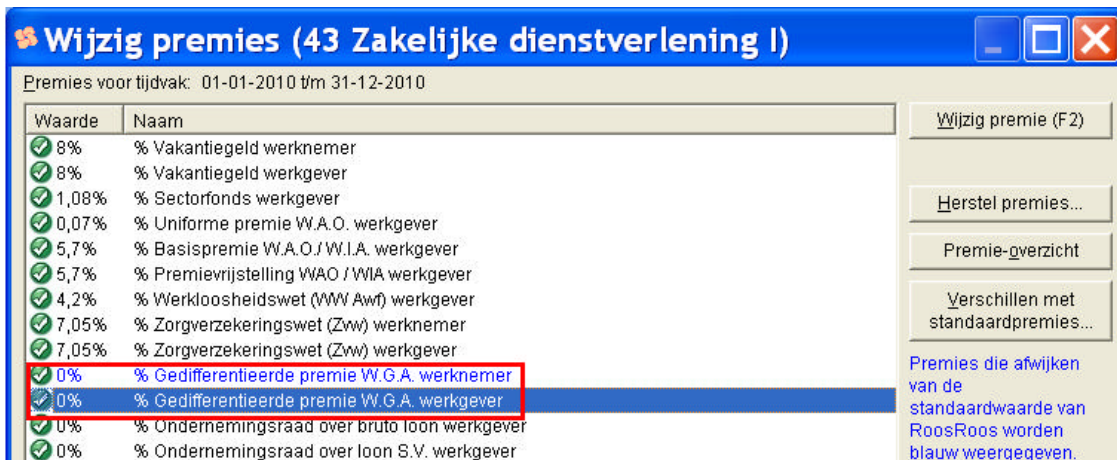 Wijzig premies (43 Zakelijke dienstverlening I)
Premies voor tijdvak: 01-01-2010 t/m 31-12-2010
Waarde Naam
8% % Vakantiegeld werknemer
8% % Vakantiegeld werkgever
1,08% % Sectorfonds werkgever
0,07% % Uniforme premie W.A.O. werkgever
5,7% % Basispremie W.A.O./W.I.A. werkgever
5,7% % Premievrijstelling WAO / WIA werkgever
4,2% % Werkloosheidswet (WW Awf) werkgever
7,05% % Zorgverzekeringswet (Zvw) werknemer
7,05% % Zorgverzekeringswet (Zvw) werkgever
0% % Gedifferentieerde premie W.G.A. werknemer
0% % Gedifferentieerde premie W.G.A. werkgever
0% % Ondernemingsraad over bruto loon werkgever
0% % Ondernemingsraad over loon S.V. werkgever
Wijzig premie (F2)
Herstel premies...
Premie-overzicht
Verschillen met
standaardpremies...
Premies die afwijken
van de
standaardwaarde van
RoosRoos worden
blauw weergegeven.